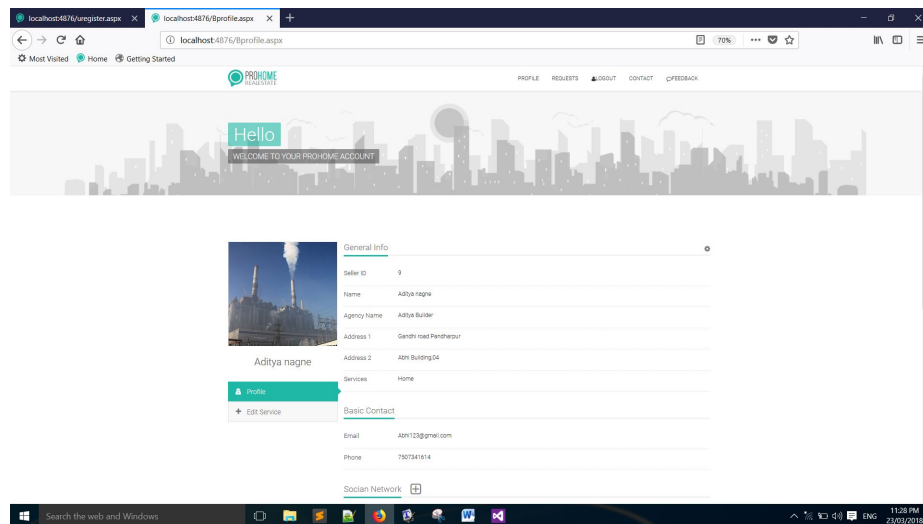 localhost:4876/uregister.aspx
localhost:4876/Bprofile.aspx
localhost:4876/Bprofile.aspx
70%
Most Visited
Home
Getting Started
PROHOME
REALESTATE
PROFILE
REQUESTS
LOGOUT
CONTACT
FEEDBACK
Hello
WELCOME TO YOUR PROHOME ACCOUNT
General Info
Seller ID 9
Name Aditya nagne
Agency Name Aditya Builder
Address 1 Gandhi road Pandharpur
Address 2 Abhi Building,04
Services Home
Aditya nagne
Profile
Edit Service
Basic Contact
Email Abhi123@gmail.com
Phone 7507341614
Socian Network
Search the web and Windows
ENG
11:28 PM
23/03/2018